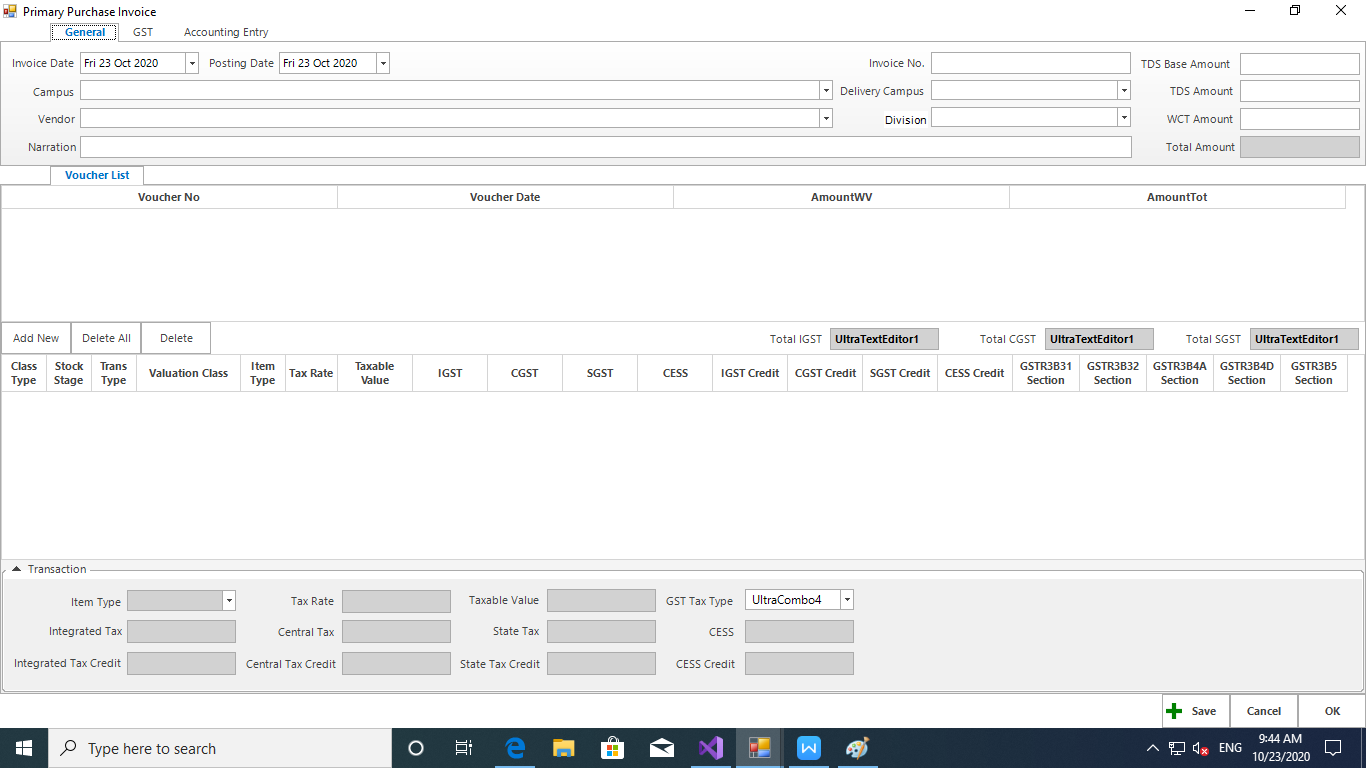 Primary Purchase Invoice
General GST Accounting Entry
Invoice Date Fri 23 Oct 2020 Posting Date Fri 23 Oct 2020 Invoice No. TDS Base Amount
Campus Delivery Campus TDS Amount
Vendor Division WCT Amount
Narration Total Amount
Voucher List
Voucher No Voucher Date AmountWV AmountTot
Add New Delete All Delete Total IGST UltraTextEditor1 Total CGST UltraTextEditor1 Total SGST UltraTextEditor1
Class Stock Trans Valuation Class Item Tax Rate Taxable IGST CGST SGST CESS IGST Credit CGST Credit SGST Credit CESS Credit GSTR3B31 GSTR3B32 GSTR3B4A GSTR3B4D GSTR3B5
Type Stage Type Type Value Section Section Section Section Section
Transaction
Item Type Tax Rate Taxable Value GST Tax Type UltraCombo4
Integrated Tax Central Tax State Tax CESS
Integrated Tax Credit Central Tax Credit State Tax Credit CESS Credit
Save Cancel OK
Type here to search ENG 9:44 AM
10/23/2020